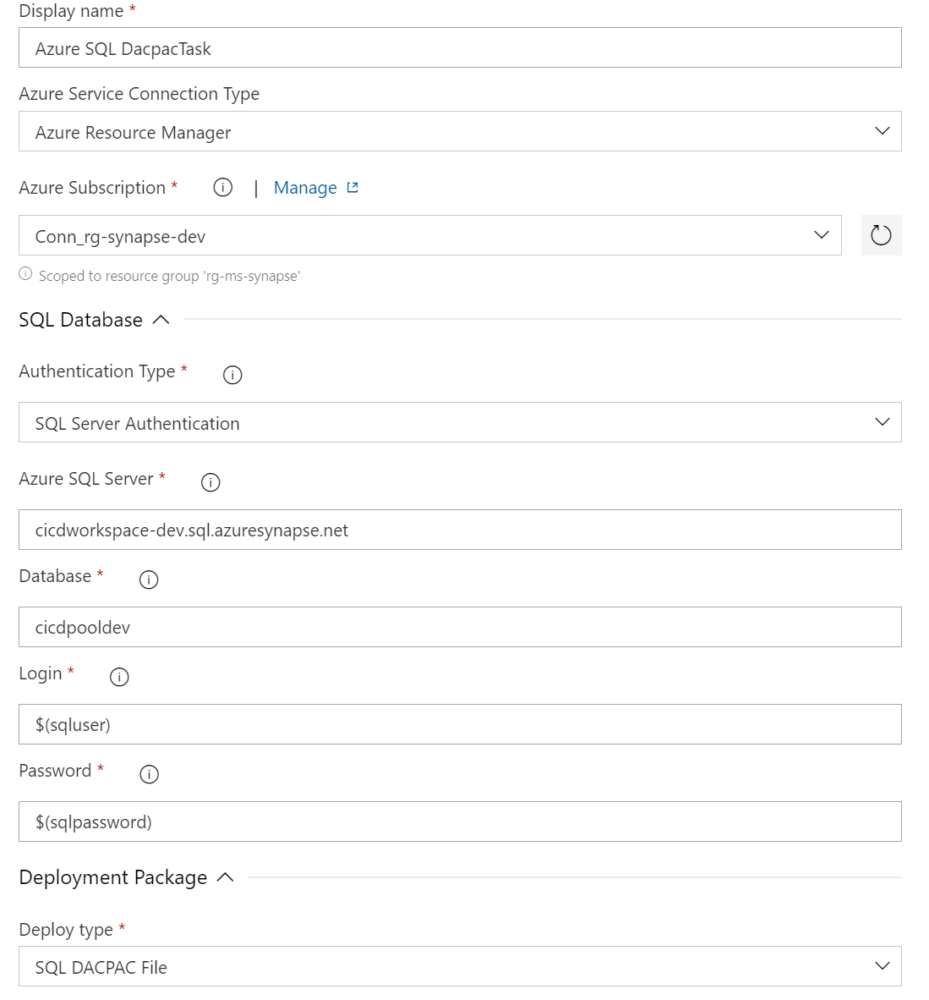 Display name *
Azure SQL DacpacTask
Azure Service Connection Type
Azure Resource Manager
Azure Subscription * | Manage
Conn_rg-synapse-dev
Scoped to resource group 'rg-ms-synapse'
SQL Database
Authentication Type *
SQL Server Authentication
Azure SQL Server *
cicdworkspace-dev.sql.azuresynapse.net
Database *
cicdpooldev
Login *
$(sqluser)
Password *
$(sqlpassword)
Deployment Package
Deploy type *
SQL DACPAC File